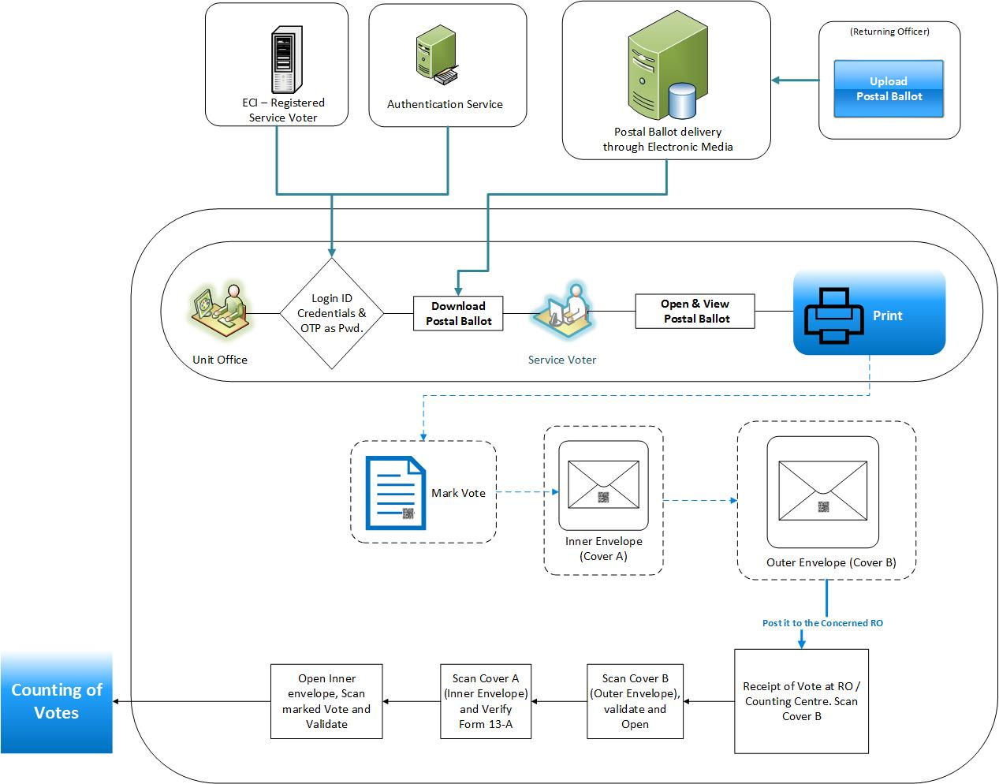 (Returning Officer)
Upload
Postal Ballot
ECI – Registered
Service Voter
Authentication Service
Postal Ballot delivery
through Electronic Media
Login ID
Credentials &
OTP as Pwd.
Download
Postal Ballot
Open & View
Postal Ballot
Print
Unit Office
Service Voter
Mark Vote
Inner Envelope
(Cover A)
Outer Envelope (Cover B)
Post it to the Concerned RO
Counting of
Votes
Open Inner
envelope, Scan
marked Vote and
Validate
Scan Cover A
(Inner Envelope)
and Verify
Form 13-A
Scan Cover B
(Outer Envelope),
validate and
Open
Receipt of Vote at RO /
Counting Centre. Scan
Cover B